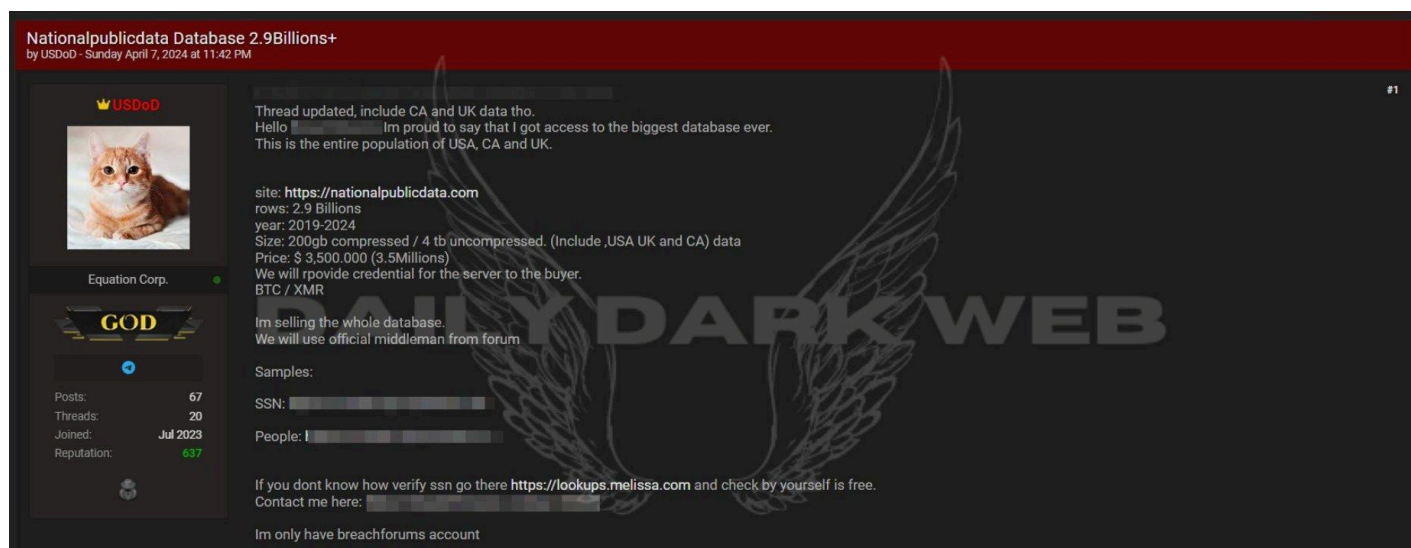 Nationalpublicdata Database 2.9Billions+
by USDoD - Sunday April 7, 2024 at 11:42 PM
USDoD
Equation Corp.
GOD
Posts: 67
Threads: 20
Joined: Jul 2023
Reputation: 637
#1
Thread updated, include CA and UK data tho.
Hello Im proud to say that I got access to the biggest database ever.
This is the entire population of USA, CA and UK.
site: https://nationalpublicdata.com
rows: 2.9 Billions
year: 2019-2024
Size: 200gb compressed / 4 tb uncompressed. (Include ,USA UK and CA) data
Price: $ 3,500.000 (3.5Millions)
We will rpovide credential for the server to the buyer.
BTC / XMR
Im selling the whole database.
We will use official middleman from forum
Samples:
SSN:
People:
If you dont know how verify ssn go there https://lookups.melissa.com and check by yourself is free.
Contact me here:
Im only have breachforums account
DAILY DARK WEB